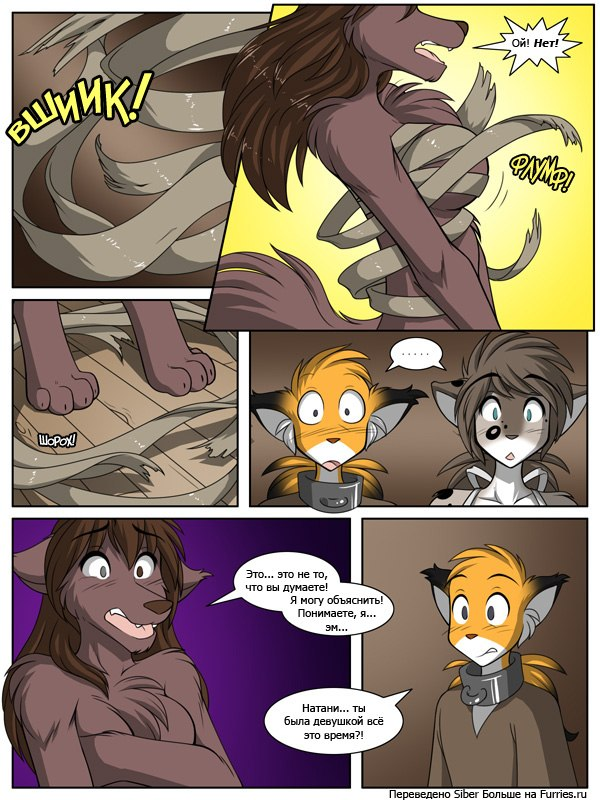 ВШИИК!
Ой! Нет!
ФЛУМФ!
ШОРОХ!
.....
Это... это не то,
что вы думаете!
Я могу объяснить!
Понимаете, я...
эм...
Натани... ты
была девушкой всё
это время?!
Переведено Siber Больше на Furries.ru